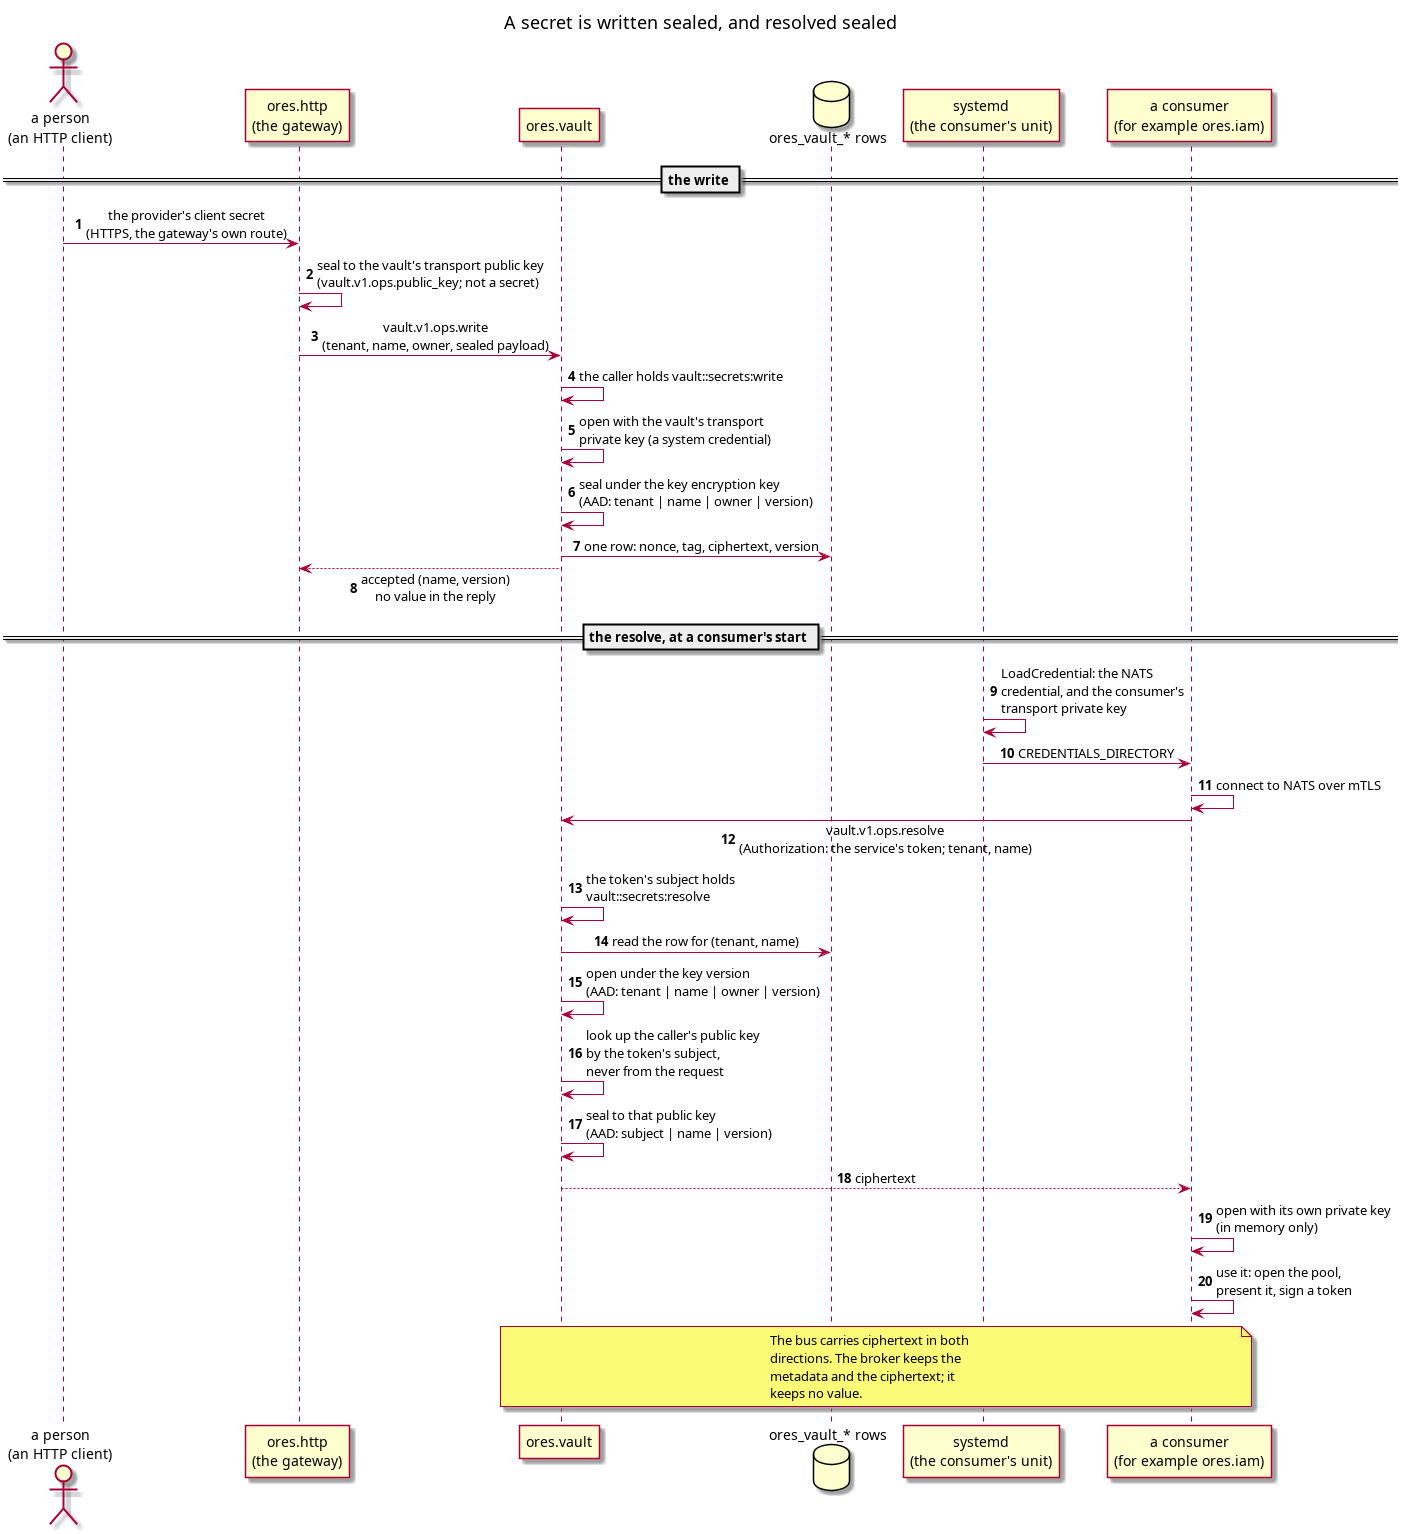 A secret is written sealed, and resolved sealed
a person
(an HTTP client)
ores.http
(the gateway)
ores.vault
ores_vault_* rows
systemd
(the consumer's unit)
a consumer
(for example ores.iam)
the write
1 the provider's client secret
(HTTPS, the gateway's own route)
2 seal to the vault's transport public key
(vault.v1.ops.public_key; not a secret)
3 vault.v1.ops.write
(tenant, name, owner, sealed payload)
4 the caller holds vault::secrets:write
5 open with the vault's transport
private key (a system credential)
6 seal under the key encryption key
(AAD: tenant | name | owner | version)
7 one row: nonce, tag, ciphertext, version
8 accepted (name, version)
no value in the reply
the resolve, at a consumer's start
9 LoadCredential: the NATS
credential, and the consumer's
transport private key
10 CREDENTIALS_DIRECTORY
11 connect to NATS over mTLS
12 vault.v1.ops.resolve
(Authorization: the service's token; tenant, name)
13 the token's subject holds
vault::secrets:resolve
14 read the row for (tenant, name)
15 open under the key version
(AAD: tenant | name | owner | version)
16 look up the caller's public key
by the token's subject,
never from the request
17 seal to that public key
(AAD: subject | name | version)
18 ciphertext
19 open with its own private key
(in memory only)
20 use it: open the pool,
present it, sign a token
The bus carries ciphertext in both
directions. The broker keeps the
metadata and the ciphertext; it
keeps no value.
a person
(an HTTP client)
ores.http
(the gateway)
ores.vault
ores_vault_* rows
systemd
(the consumer's unit)
a consumer
(for example ores.iam)